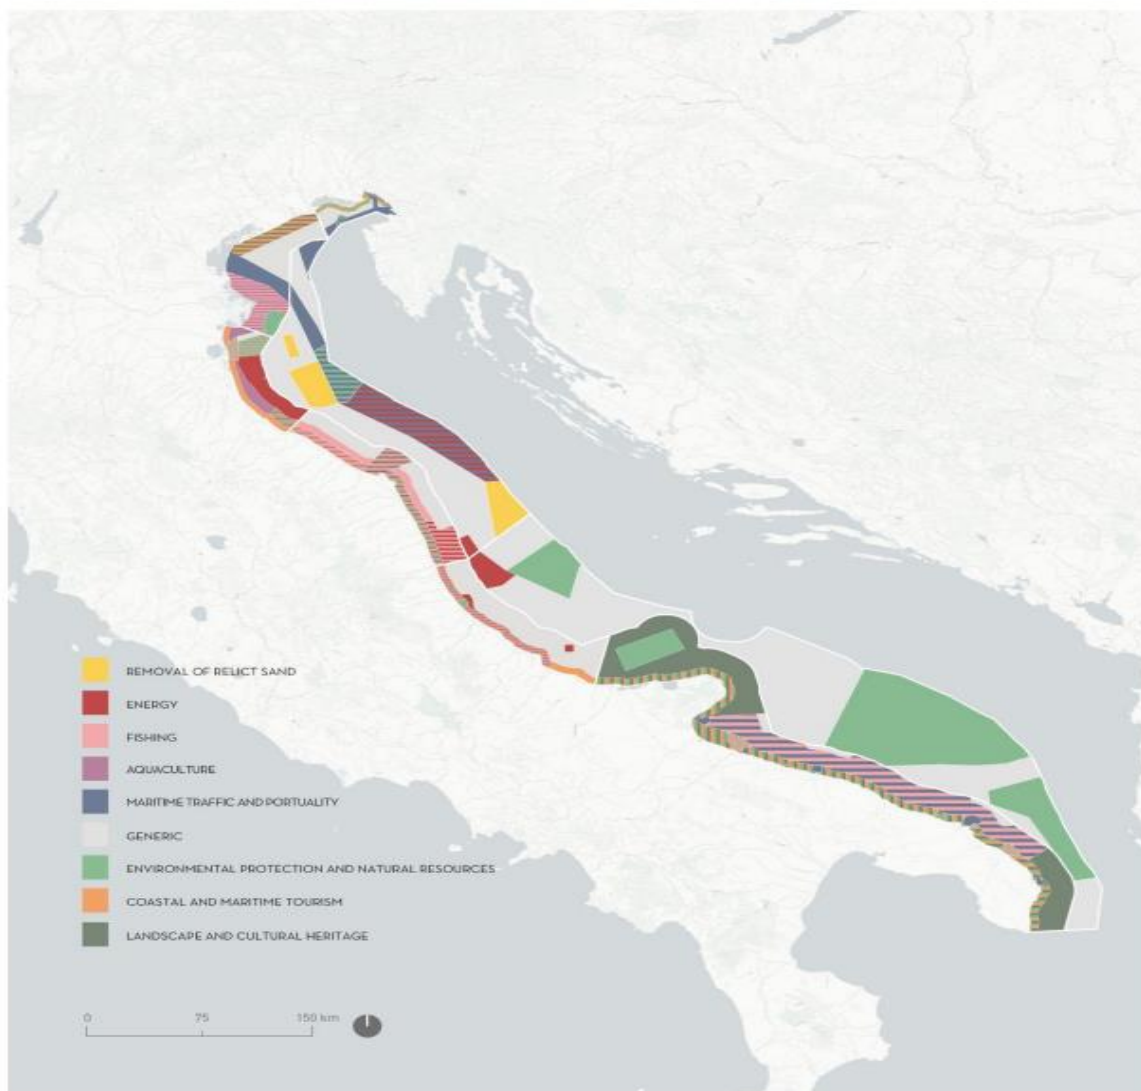 REMOVAL OF RELICT SAND
ENERGY
FISHING
AQUACULTURE
MARITIME TRAFFIC AND PORTUALITY
GENERIC
ENVIRONMENTAL PROTECTION AND NATURAL RESOURCES
COASTAL AND MARITIME TOURISM
LANDSCAPE AND CULTURAL HERITAGE
0 75 150 km